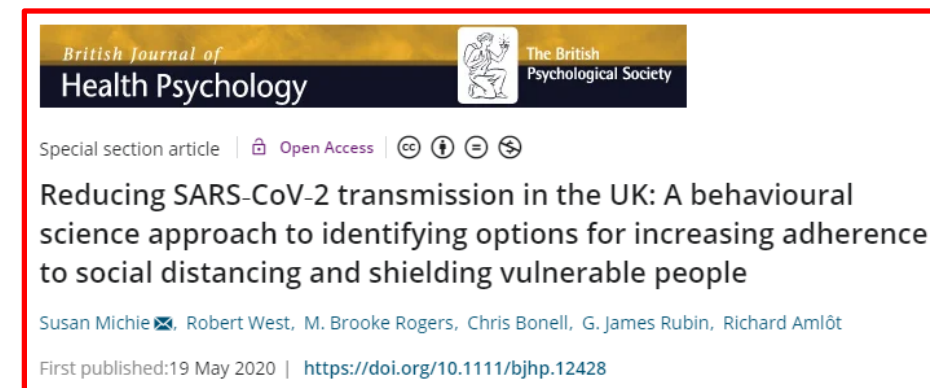 British Journal of
Health Psychology
The British
Psychological Society
Special section article | Open Access |
Reducing SARS-CoV-2 transmission in the UK: A behavioural
science approach to identifying options for increasing adherence
to social distancing and shielding vulnerable people
Susan Michie, Robert West, M. Brooke Rogers, Chris Bonell, G. James Rubin, Richard Amlôt
First published:19 May 2020 | https://doi.org/10.1111/bjhp.12428